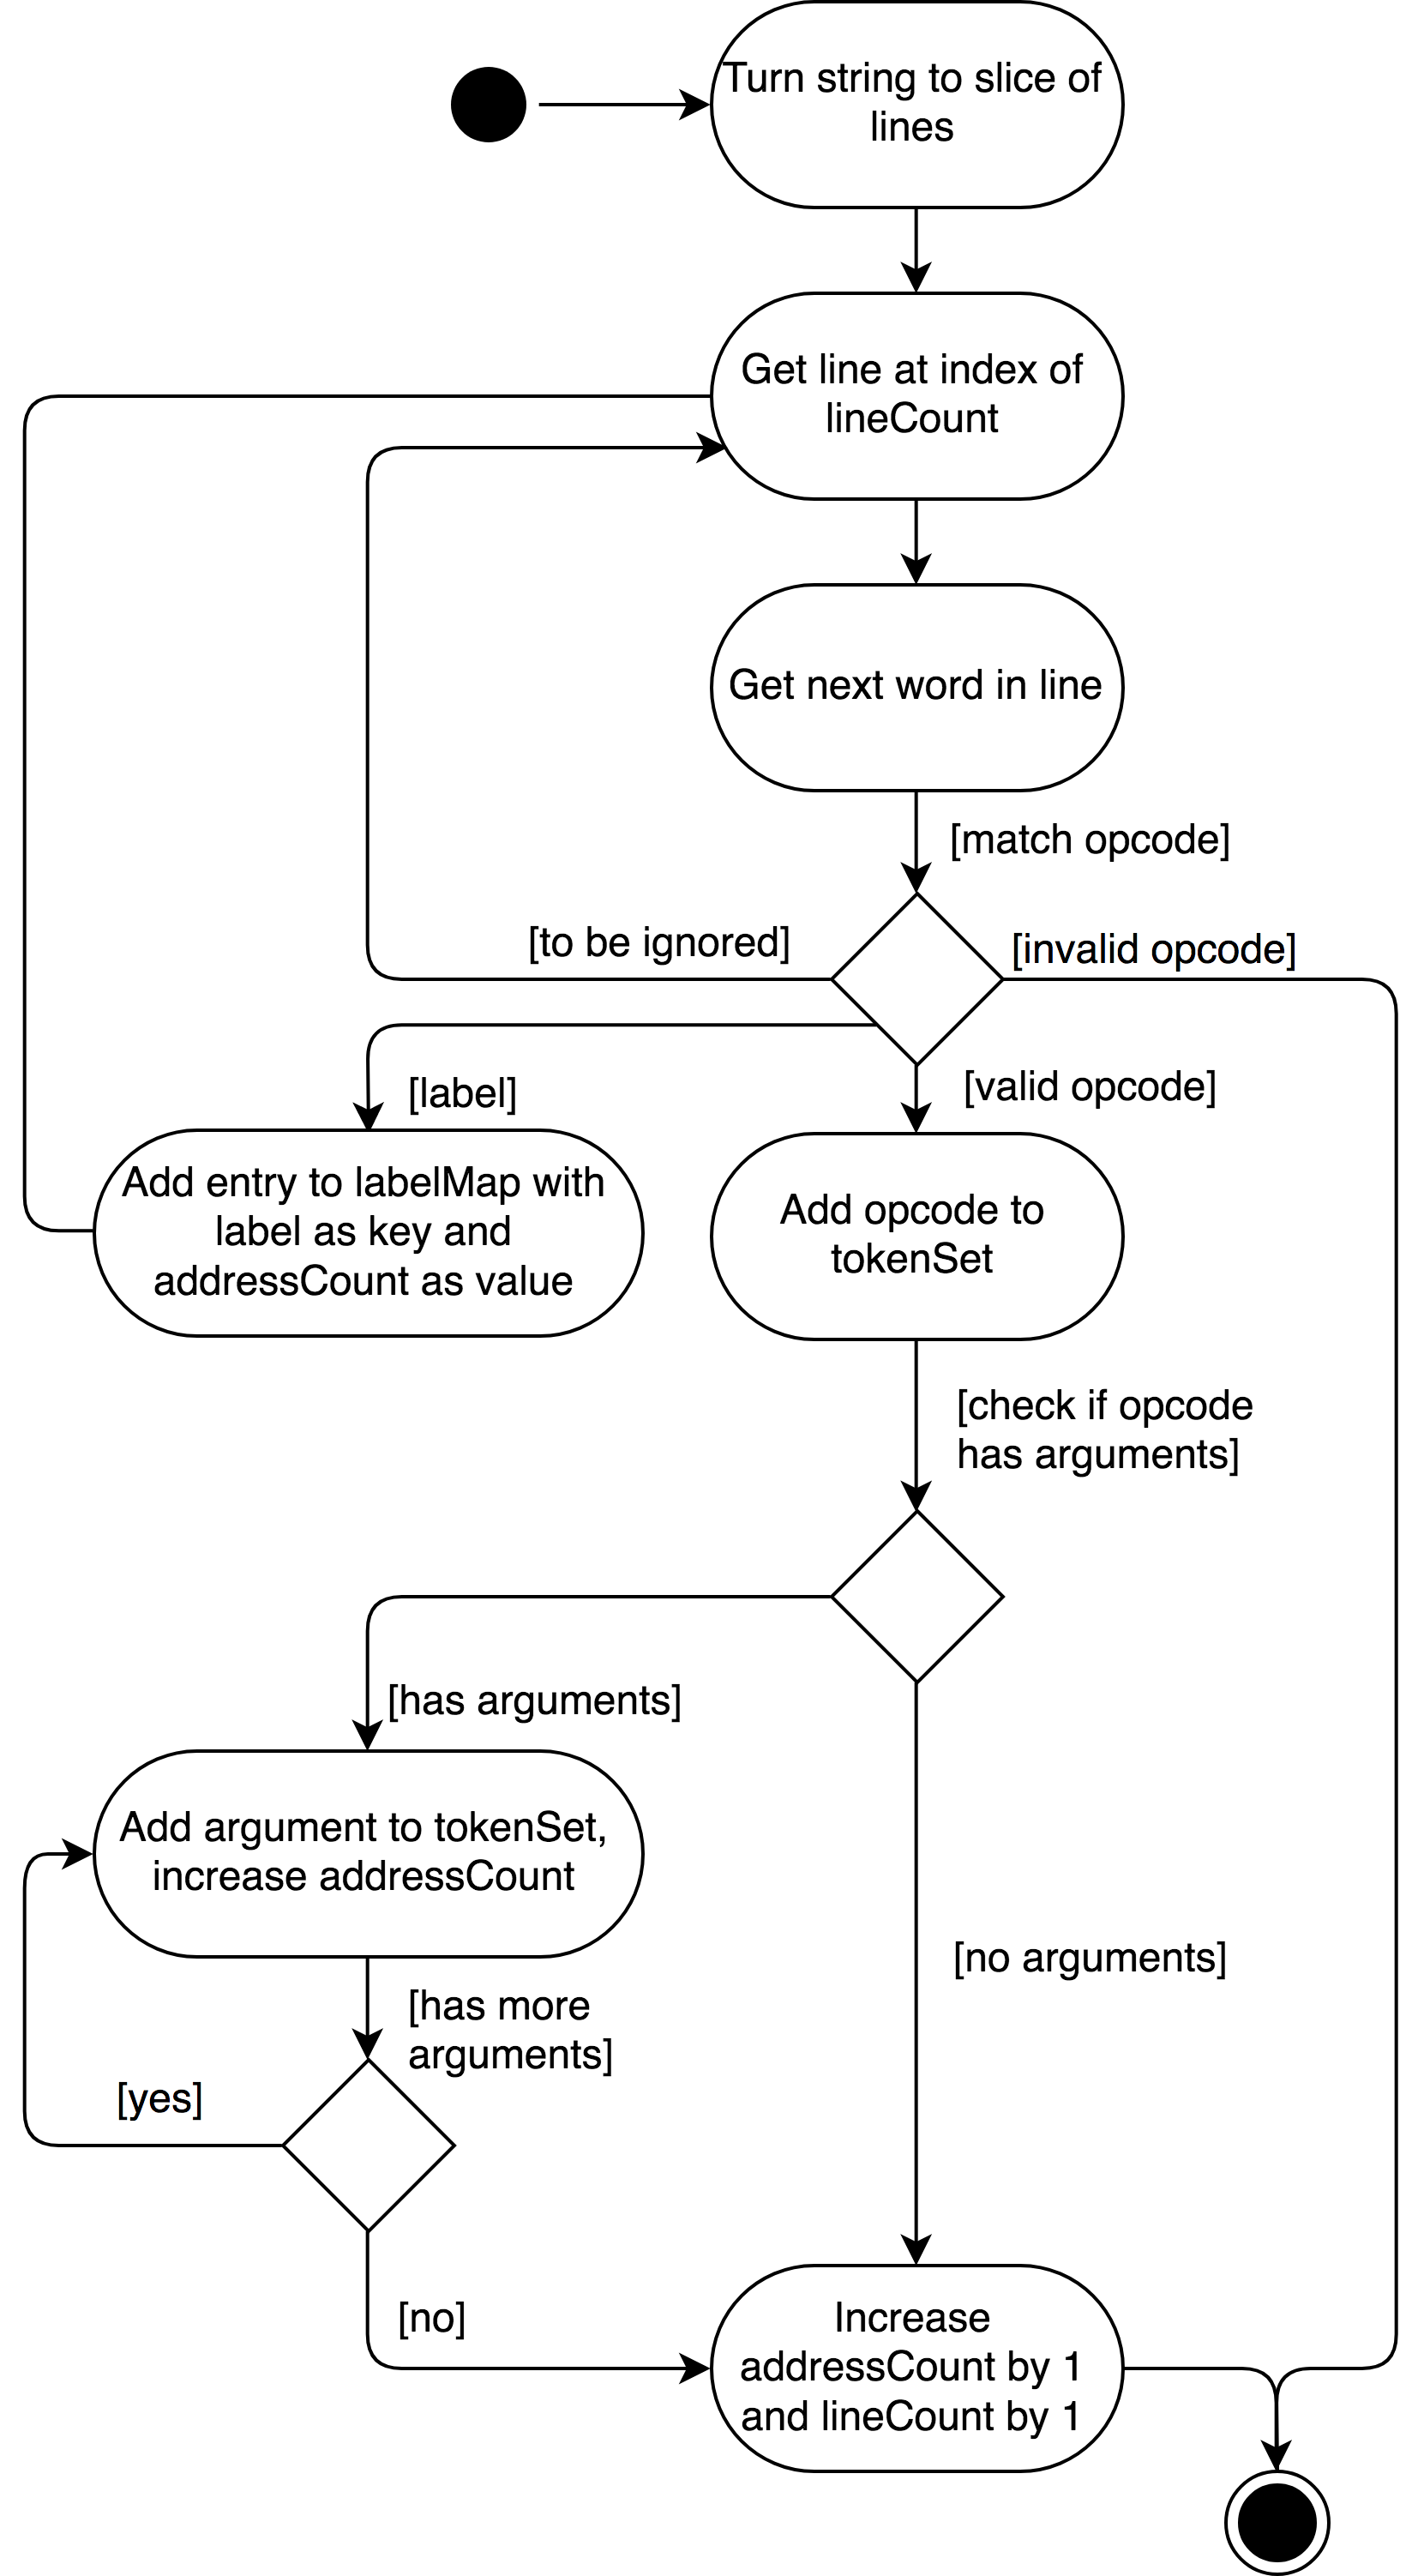 Turn string to slice of
lines
Get line at index of
lineCount
Get next word in line
[match opcode]
[to be ignored]
[invalid opcode]
[label]
[valid opcode]
Add entry to labelMap with
label as key and
addressCount as value
Add opcode to
tokenSet
[check if opcode
has arguments]
[has arguments]
Add argument to tokenSet,
increase addressCount
[no arguments]
[has more
arguments]
[yes]
[no]
Increase
addressCount by 1
and lineCount by 1